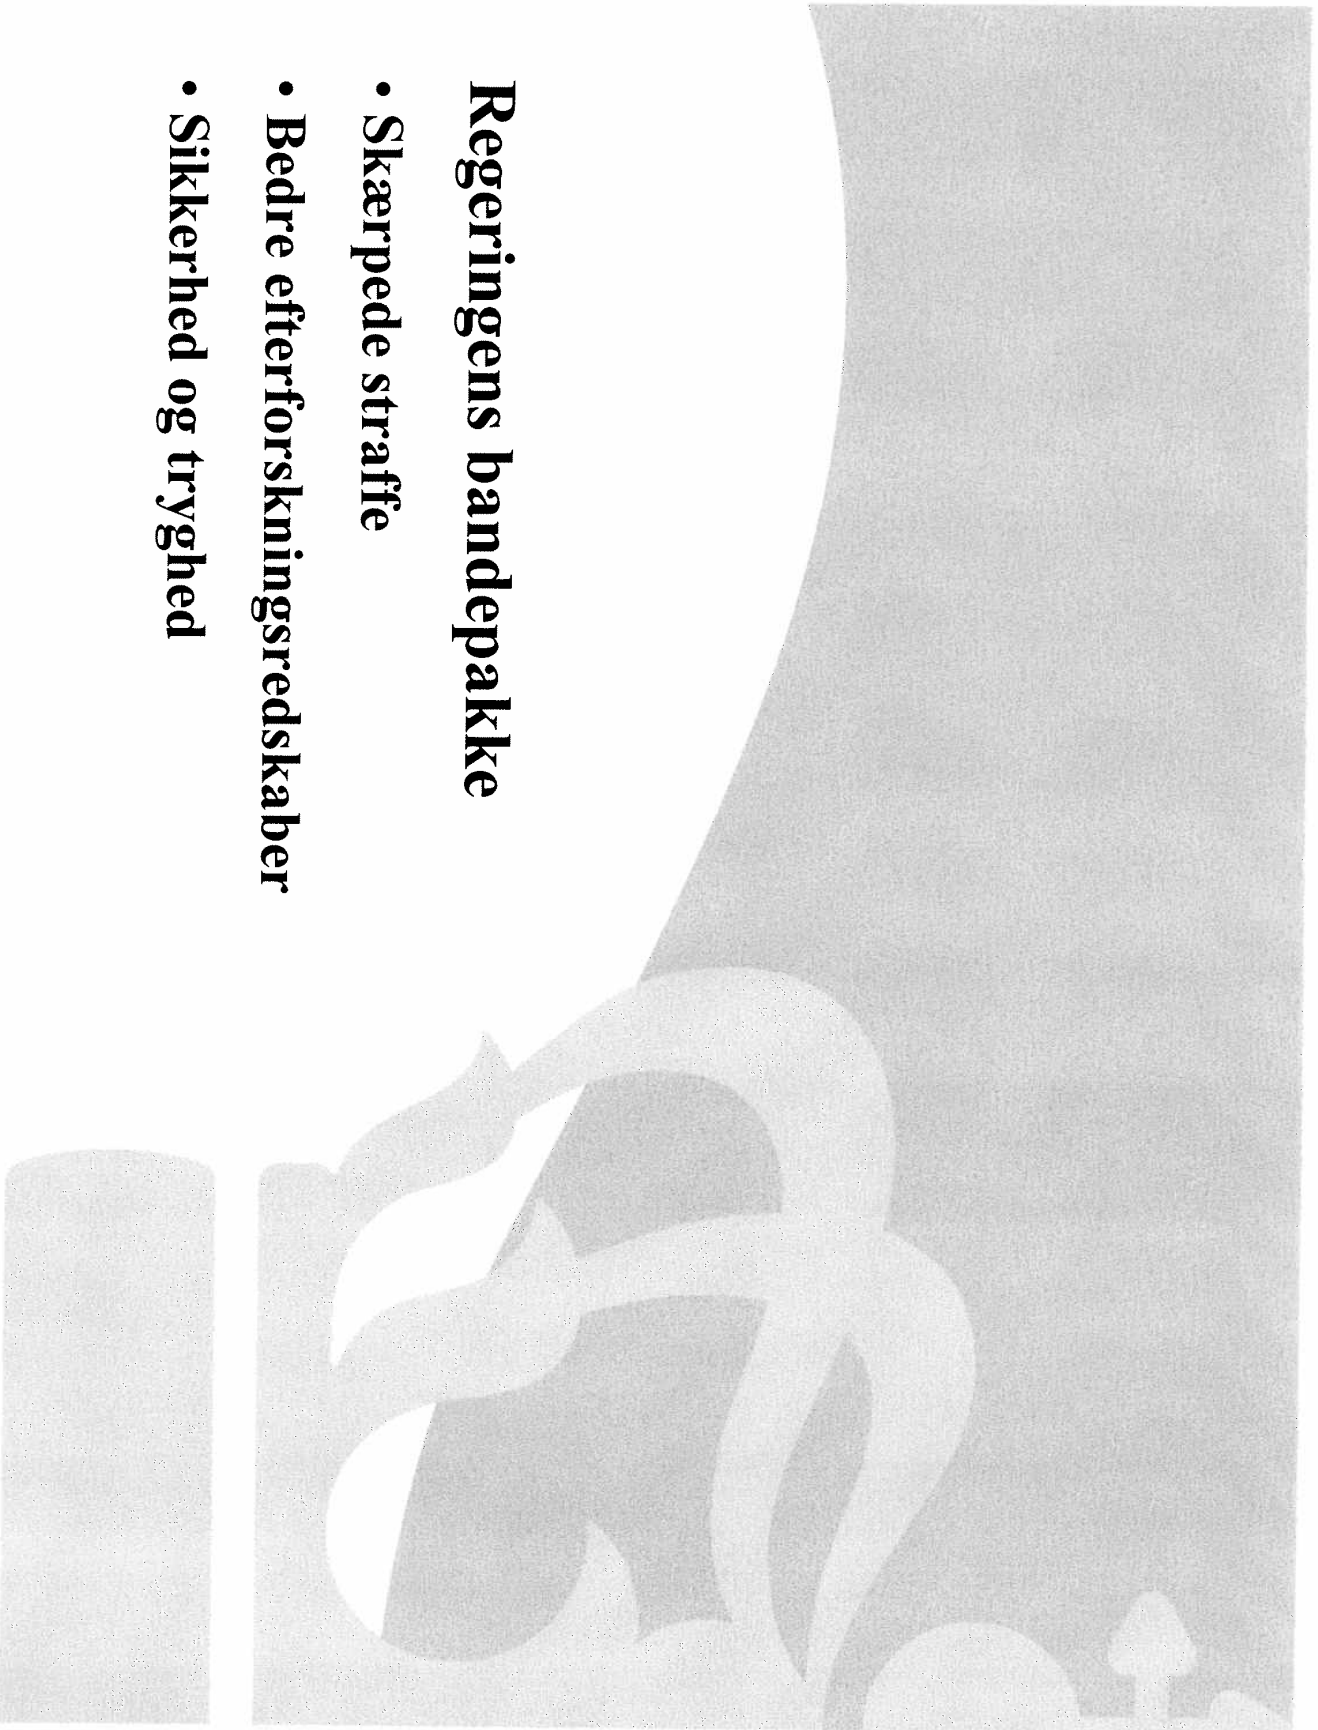 Regeringens bandepakke
• Skærpede straffe
• Bedre efterforskningsredskaber
• Sikkerhed og tryghed